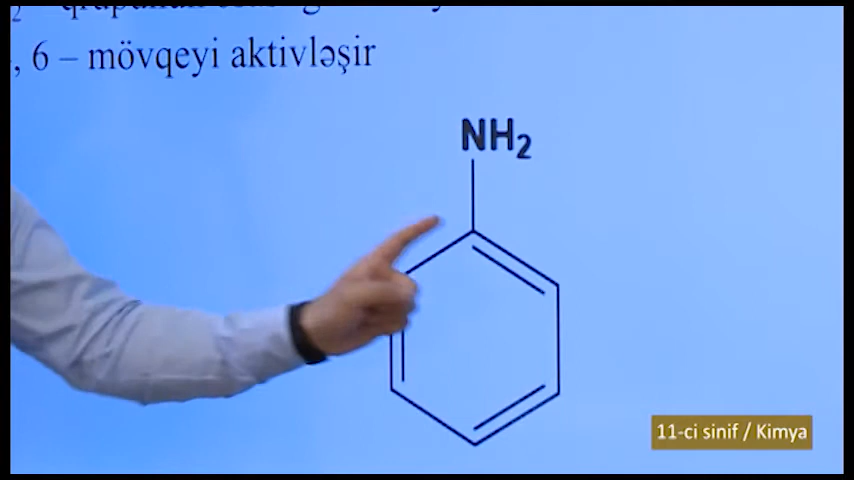 , 6 – mövqeyi aktivləşir
NH₂
11-ci sinif / Kimya